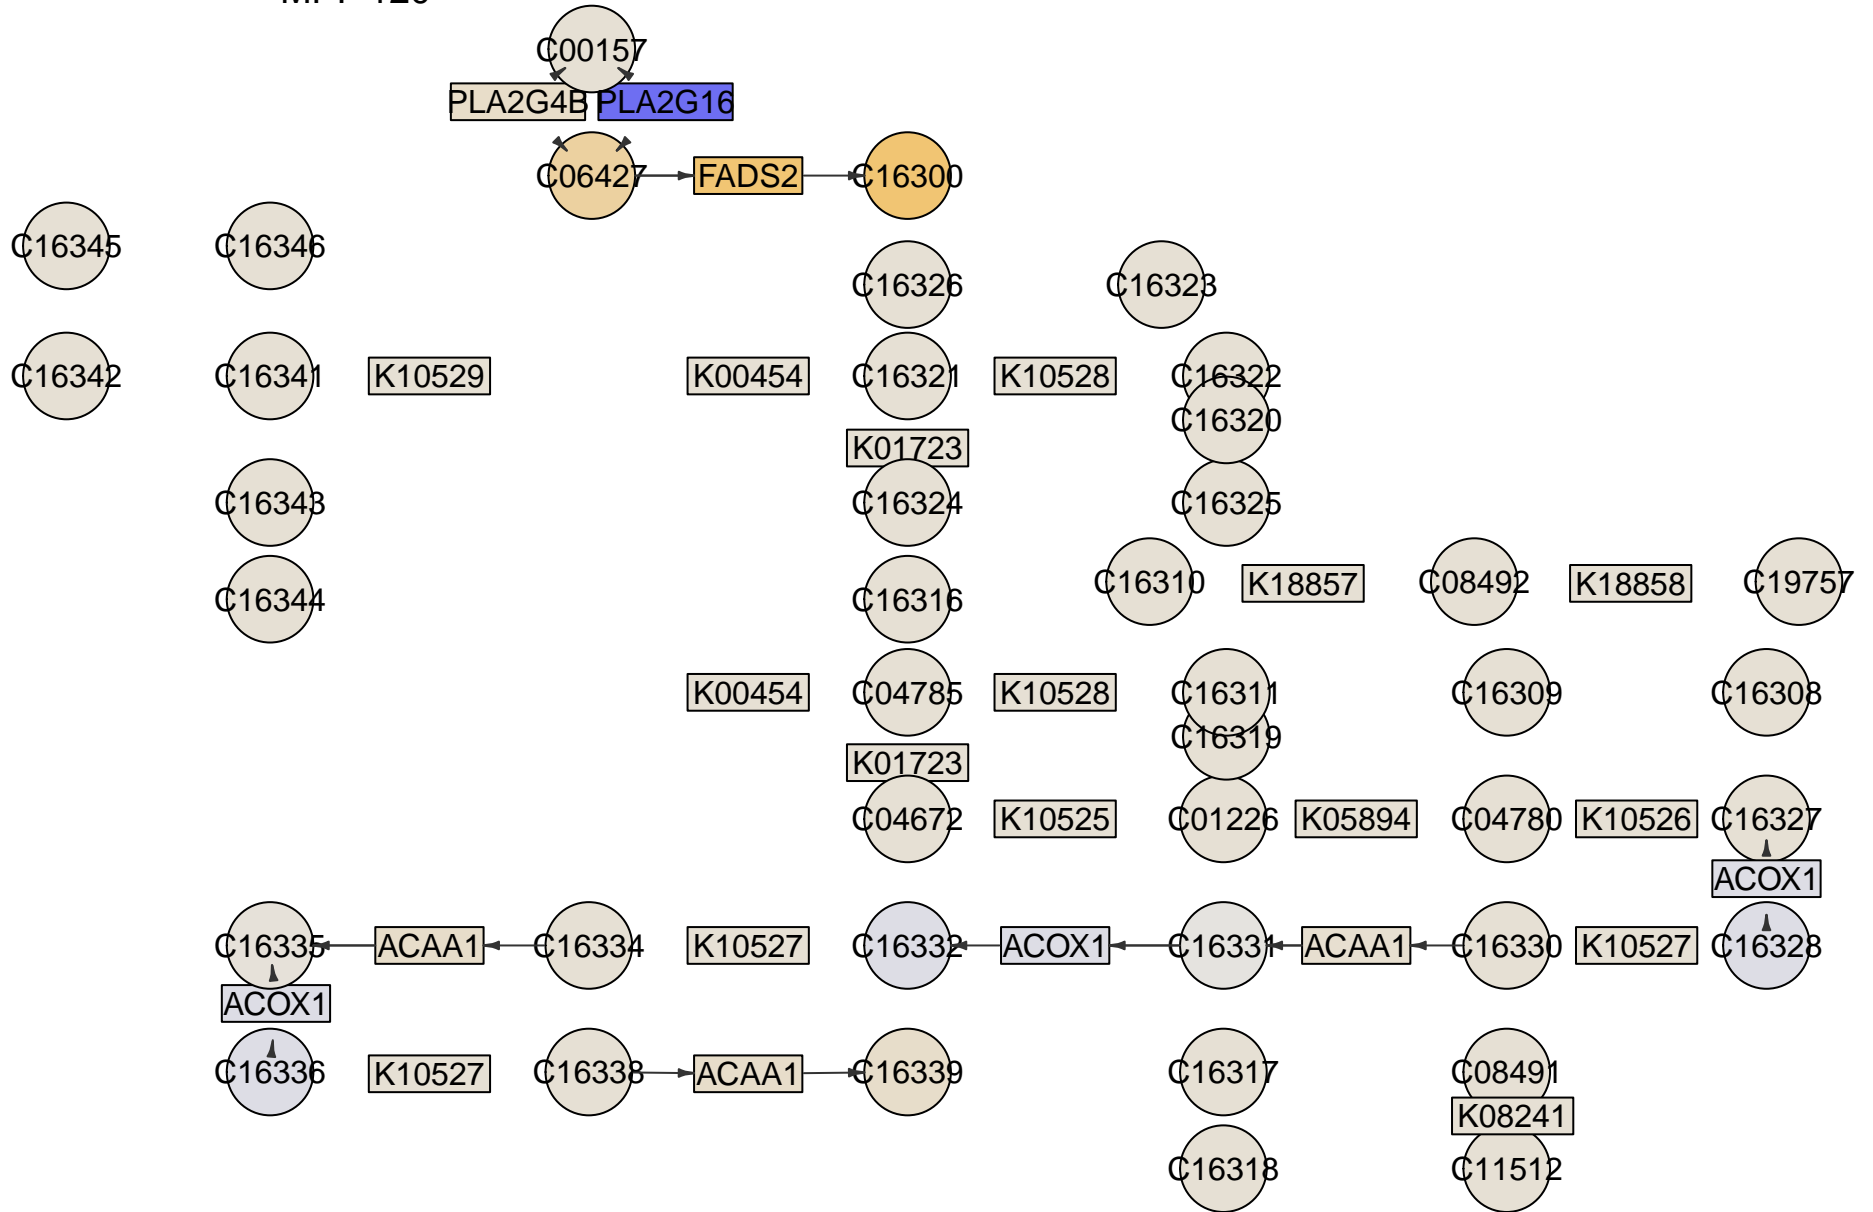 C00157
PLA2G4B PLA2G16
C06427 FADS2 C16300
C16345 C16346
C16326 C16323
C16342 C16341 K10529 K00454 C16321 K10528 C16322
C16320
K01723
C16343 C16324 C16325
C16310 K18857 C08492 K18858 C19757
C16344 C16316
K00454 C04785 K10528 C16311 C16309 C16308
C16319
K01723
C04672 K10525 C01226 K05894 C04780 K10526 C16327
ACOX1
C16335 ACAA1 C16334 K10527 C16332 ACOX1 C16331 ACAA1 C16330 K10527 C16328
ACOX1
C16336 K10527 C16338 ACAA1 C16339 C16317 C08491
K08241
C16318 C11512